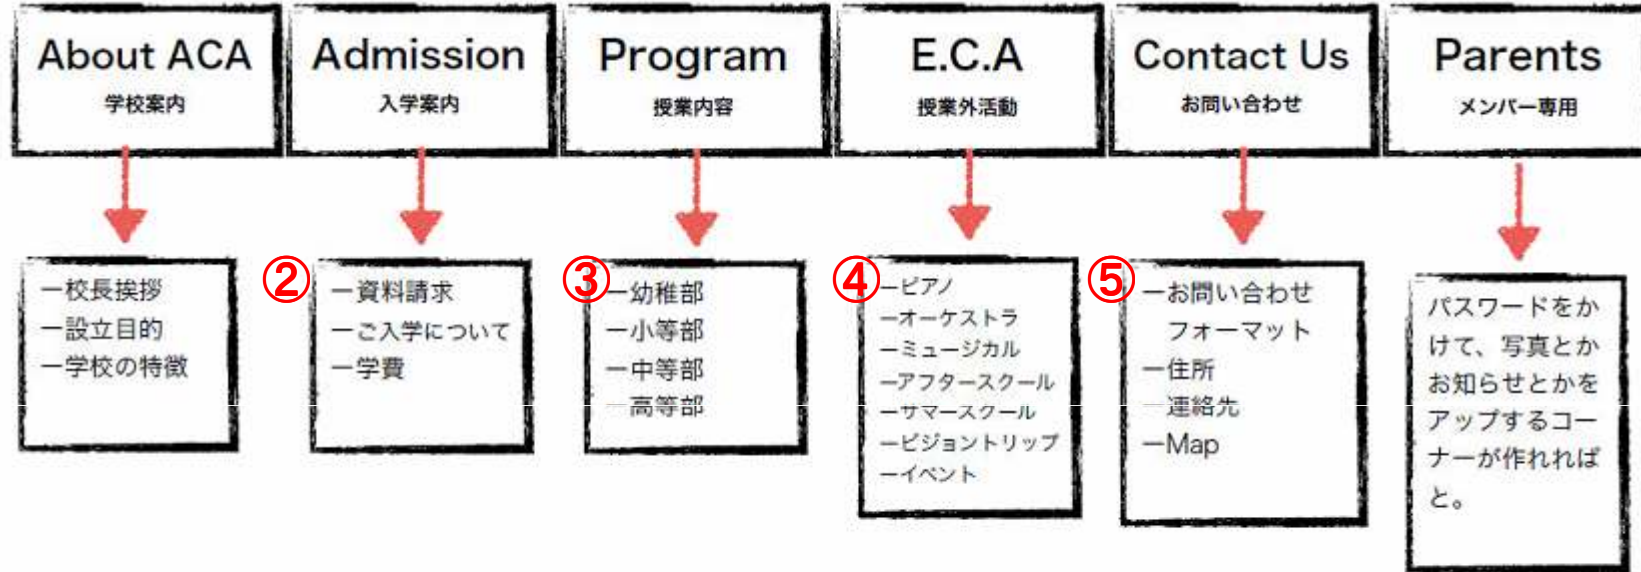 About ACA
学校案内
Admission
入学案内
Program
授業内容
E.C.A
授業外活動
Contact Us
お問い合わせ
Parents
メンバー専用
ー校長挨拶
ー設立目的
ー学校の特徴
②
ー資料請求
ーご入学について
ー学費
③
ー幼稚部
ー小等部
ー中等部
ー高等部
④
ーピアノ
ーオーケストラ
ーミュージカル
ーアフタースクール
ーサマースクール
ービジョントリップ
ーイベント
⑤
ーお問い合わせ
フォーマット
ー住所
ー連絡先
ーMap
パスワードをか
けて、写真とか
お知らせとかを
アップするコー
ナーが作れれば
と。